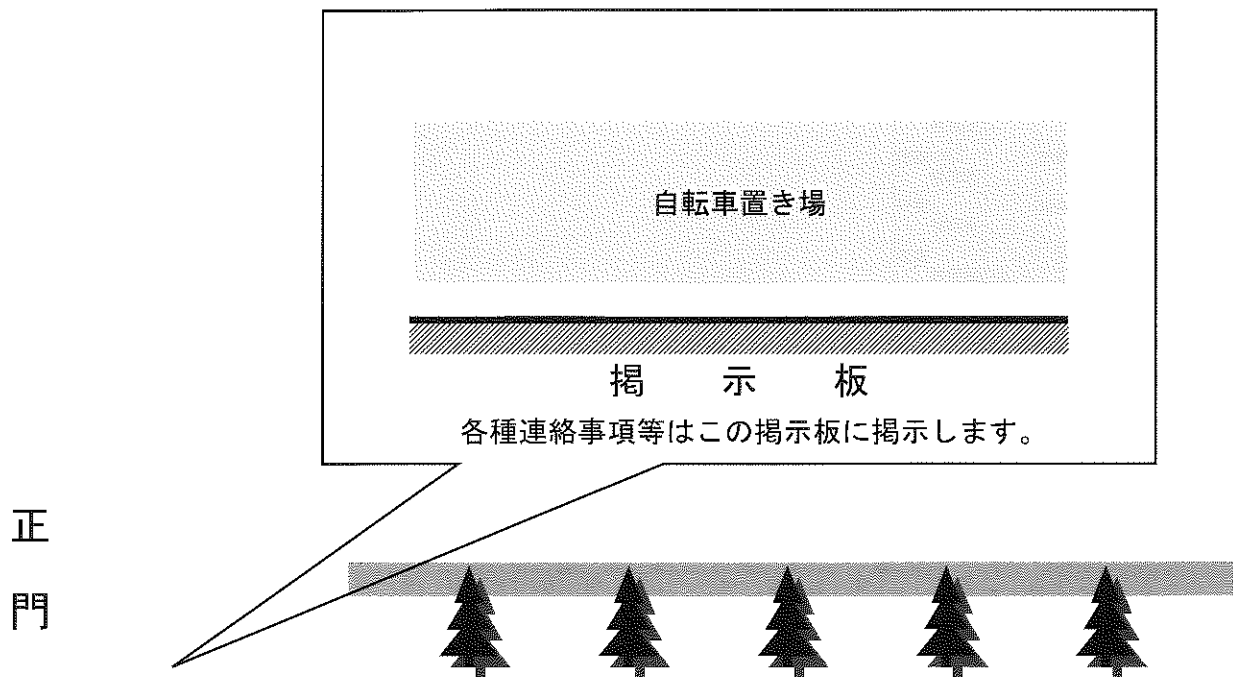 自転車置き場
掲示板
各種連絡事項等はこの掲示板に掲示します。
正門